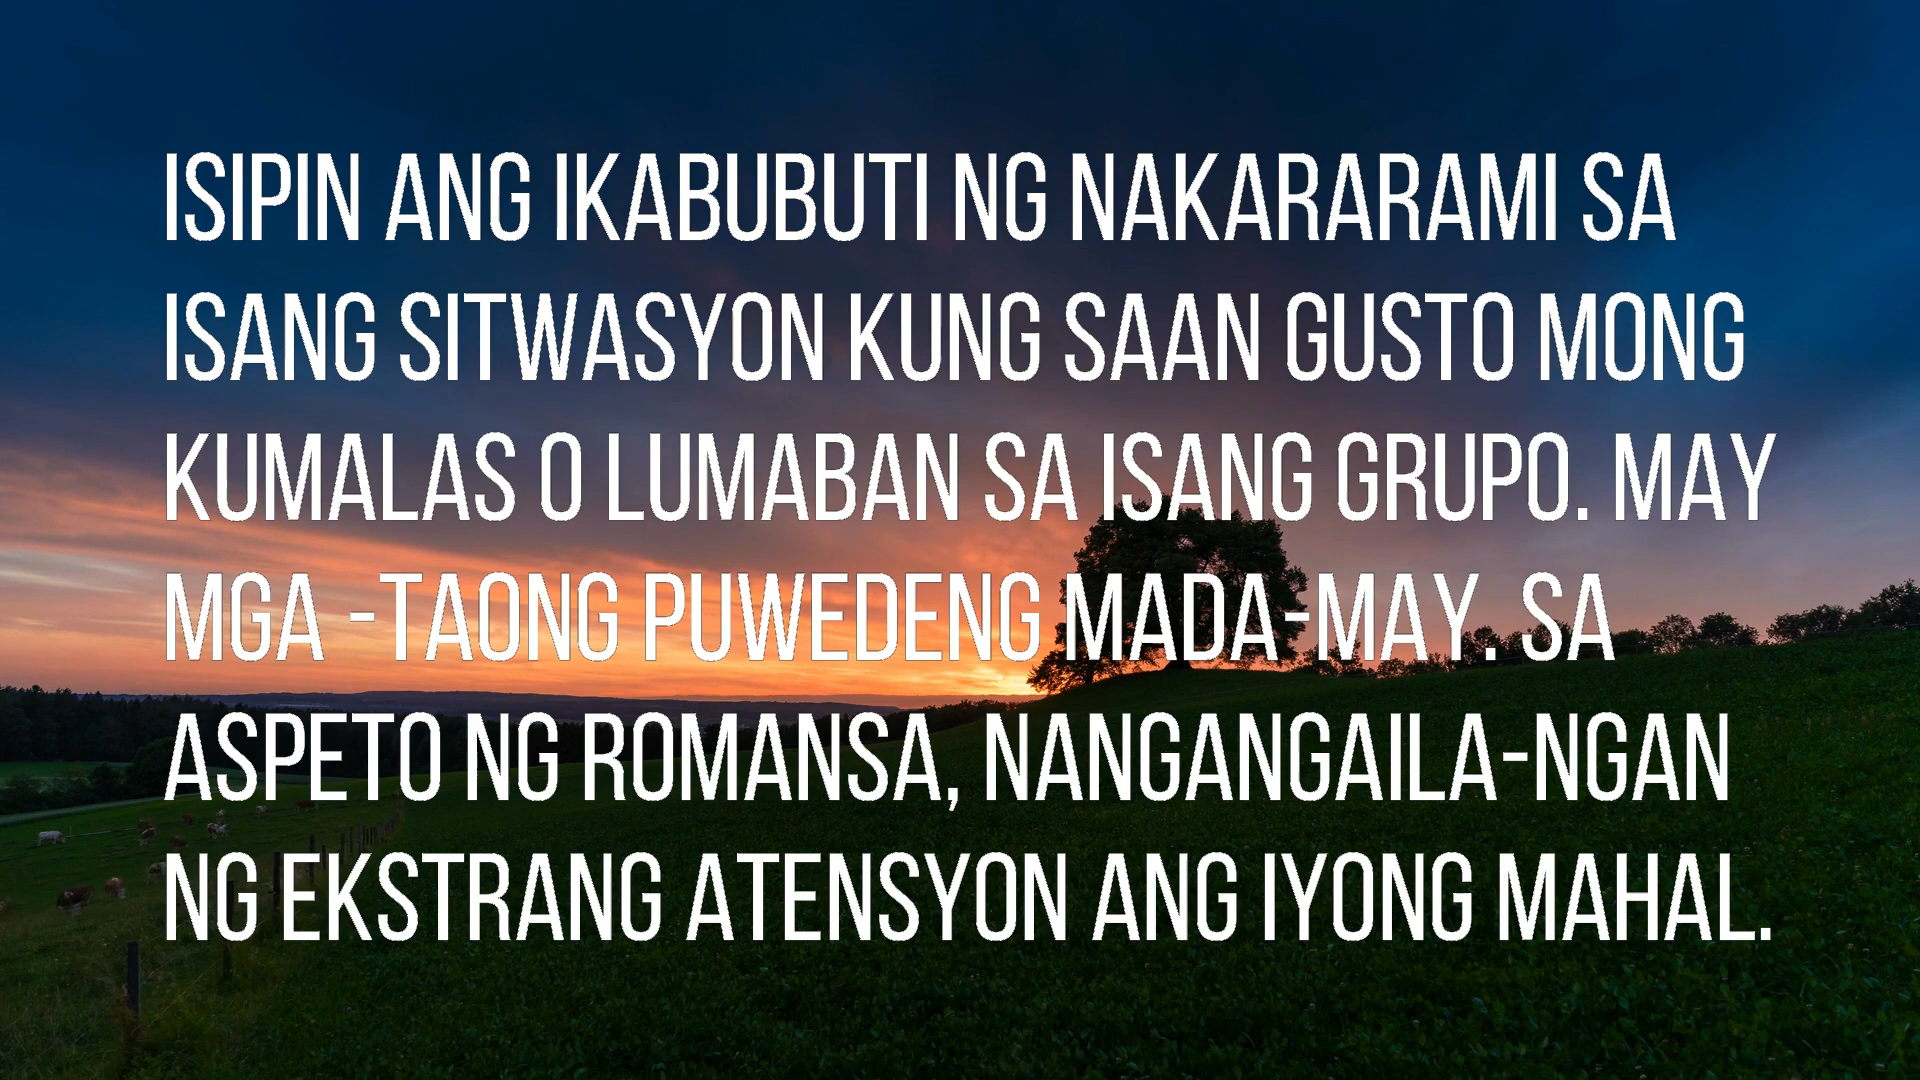 ISIPIN ANG IKABUBUTI NG NAKARARAMI SA
ISANG SITWASYON KUNG SAAN GUSTO MONG
KUMALAS O LUMABAN SA ISANG GRUPO. MAY
MGA -TAONG PUWEDENG MADA-MAY. SA
ASPETO NG ROMANSA, NANGANGAILA-NGAN
NG EKSTRANG ATENSYON ANG IYONG MAHAL.